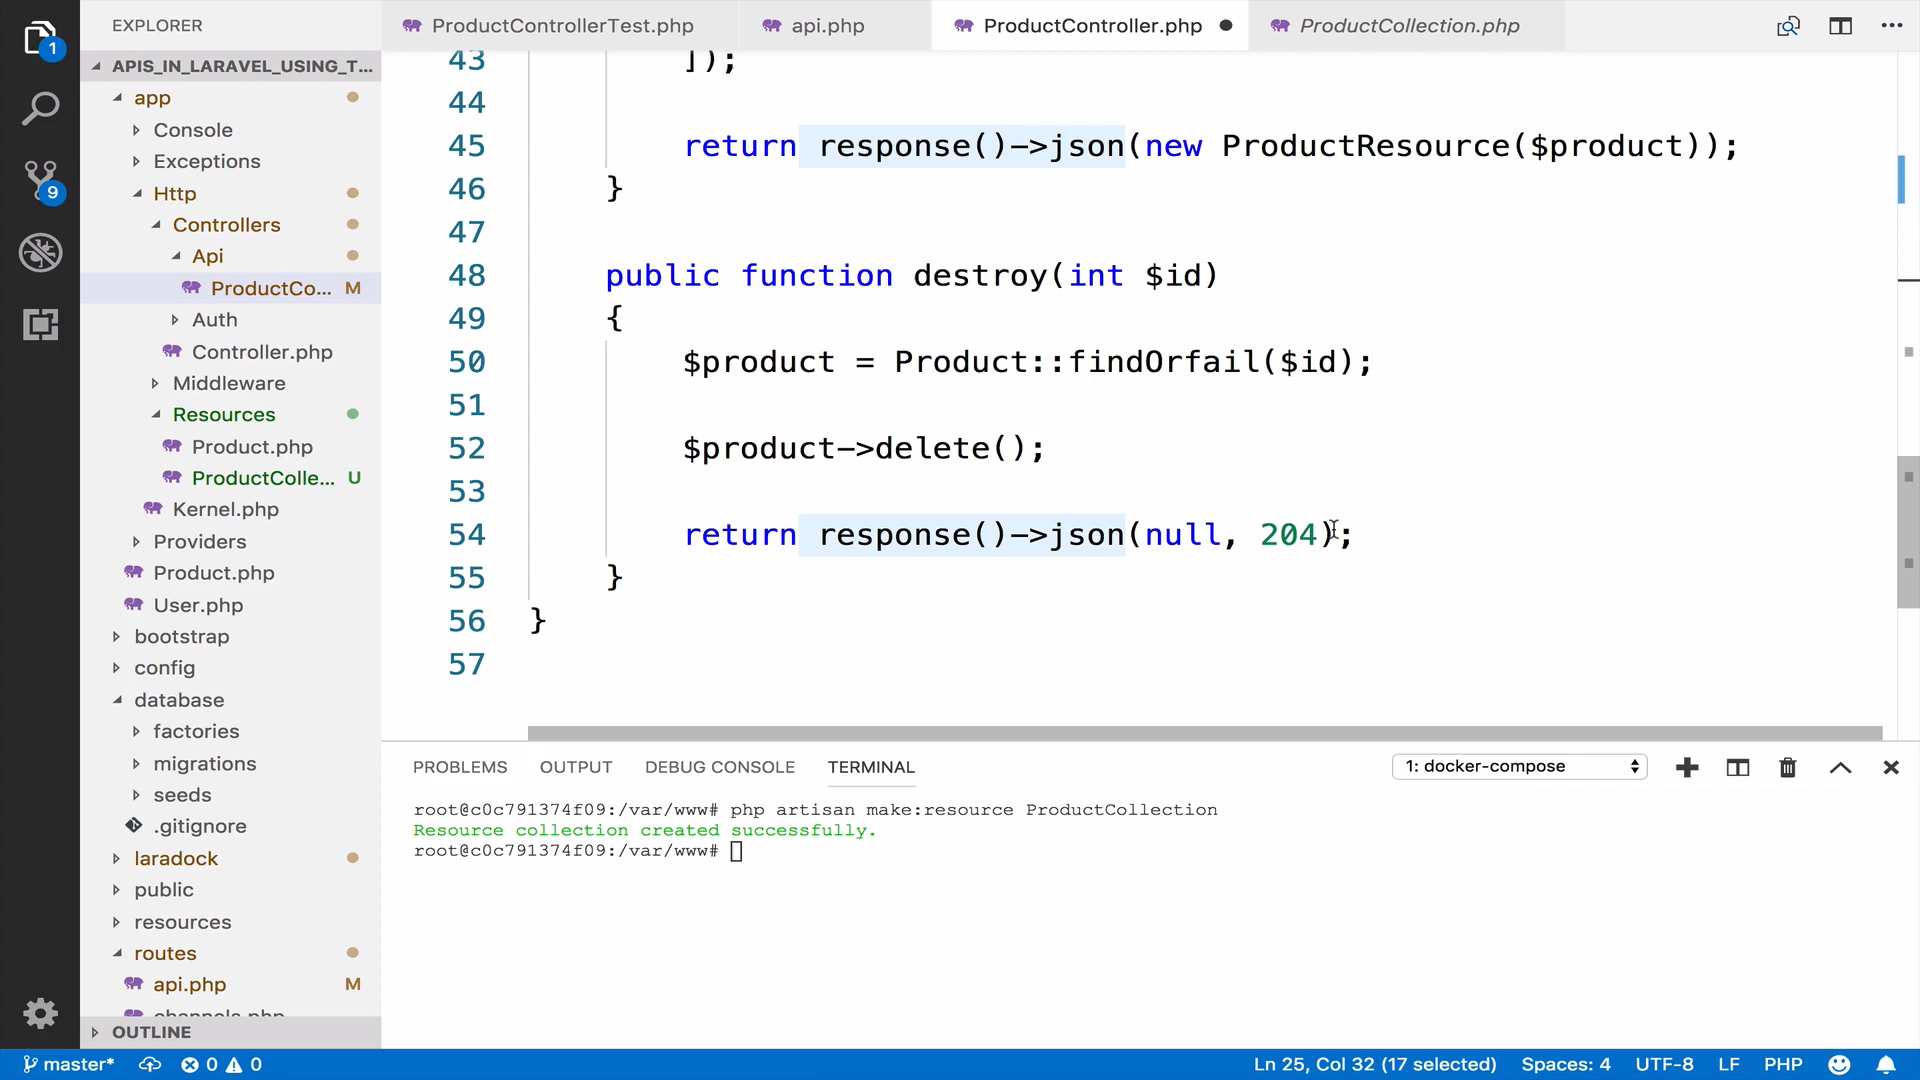 EXPLORER
ProductControllerTest.php
api.php
ProductController.php
ProductCollection.php
1
9
APIS_IN_LARAVEL_USING_T...
app
Console
Exceptions
Http
Controllers
Api
ProductCo... M
Auth
Controller.php
Middleware
Resources
Product.php
ProductColle... U
Kernel.php
Providers
Product.php
User.php
bootstrap
config
database
factories
migrations
seeds
.gitignore
laradock
public
resources
routes
api.php M
channels.php
OUTLINE
43 ]);
44
45 return response()->json(new ProductResource($product));
46 }
47
48 public function destroy(int $id)
49 {
50 $product = Product::findOrfail($id);
51
52 $product->delete();
53
54 return response()->json(null, 204);
55 }
56 }
57
PROBLEMS OUTPUT DEBUG CONSOLE TERMINAL 1: docker-compose
root@c0c791374f09:/var/www# php artisan make:resource ProductCollection
Resource collection created successfully.
root@c0c791374f09:/var/www#
master* 0 0 Ln 25, Col 32 (17 selected) Spaces: 4 UTF-8 LF PHP